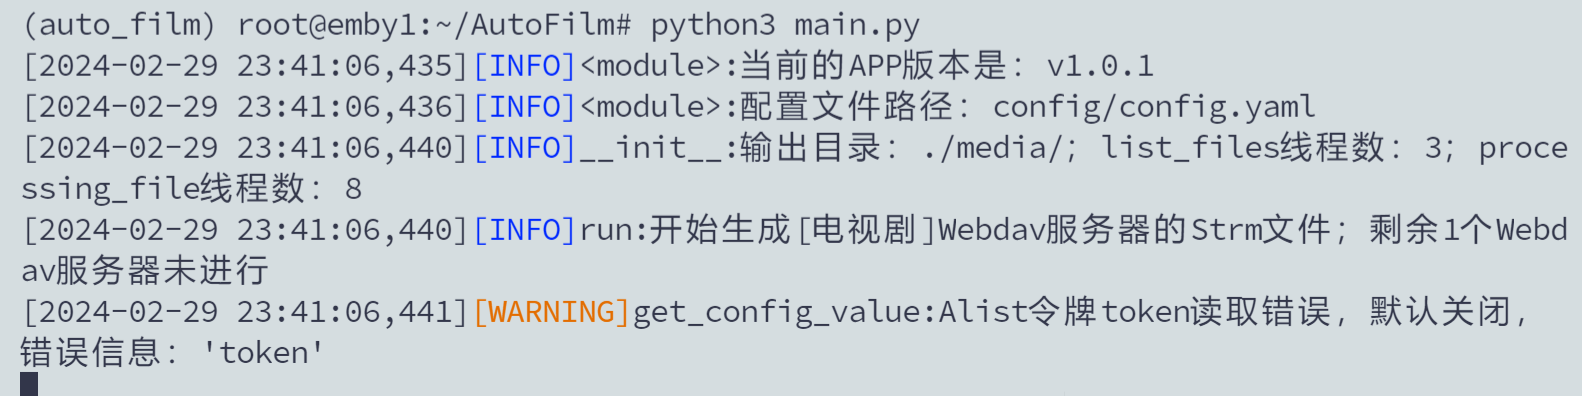 (auto_film) root@emby1:~/AutoFilm# python3 main.py
[2024-02-29 23:41:06,435][INFO]<module>:当前的APP版本是：v1.0.1
[2024-02-29 23:41:06,436][INFO]<module>:配置文件路径：config/config.yaml
[2024-02-29 23:41:06,440][INFO]__init__:输出目录：./media/；list_files线程数：3；proce
ssing_file线程数：8
[2024-02-29 23:41:06,440][INFO]run:开始生成[电视剧]Webdav服务器的Strm文件；剩余1个Webd
av服务器未进行
[2024-02-29 23:41:06,441][WARNING]get_config_value:Alist令牌token读取错误，默认关闭，
错误信息：'token'